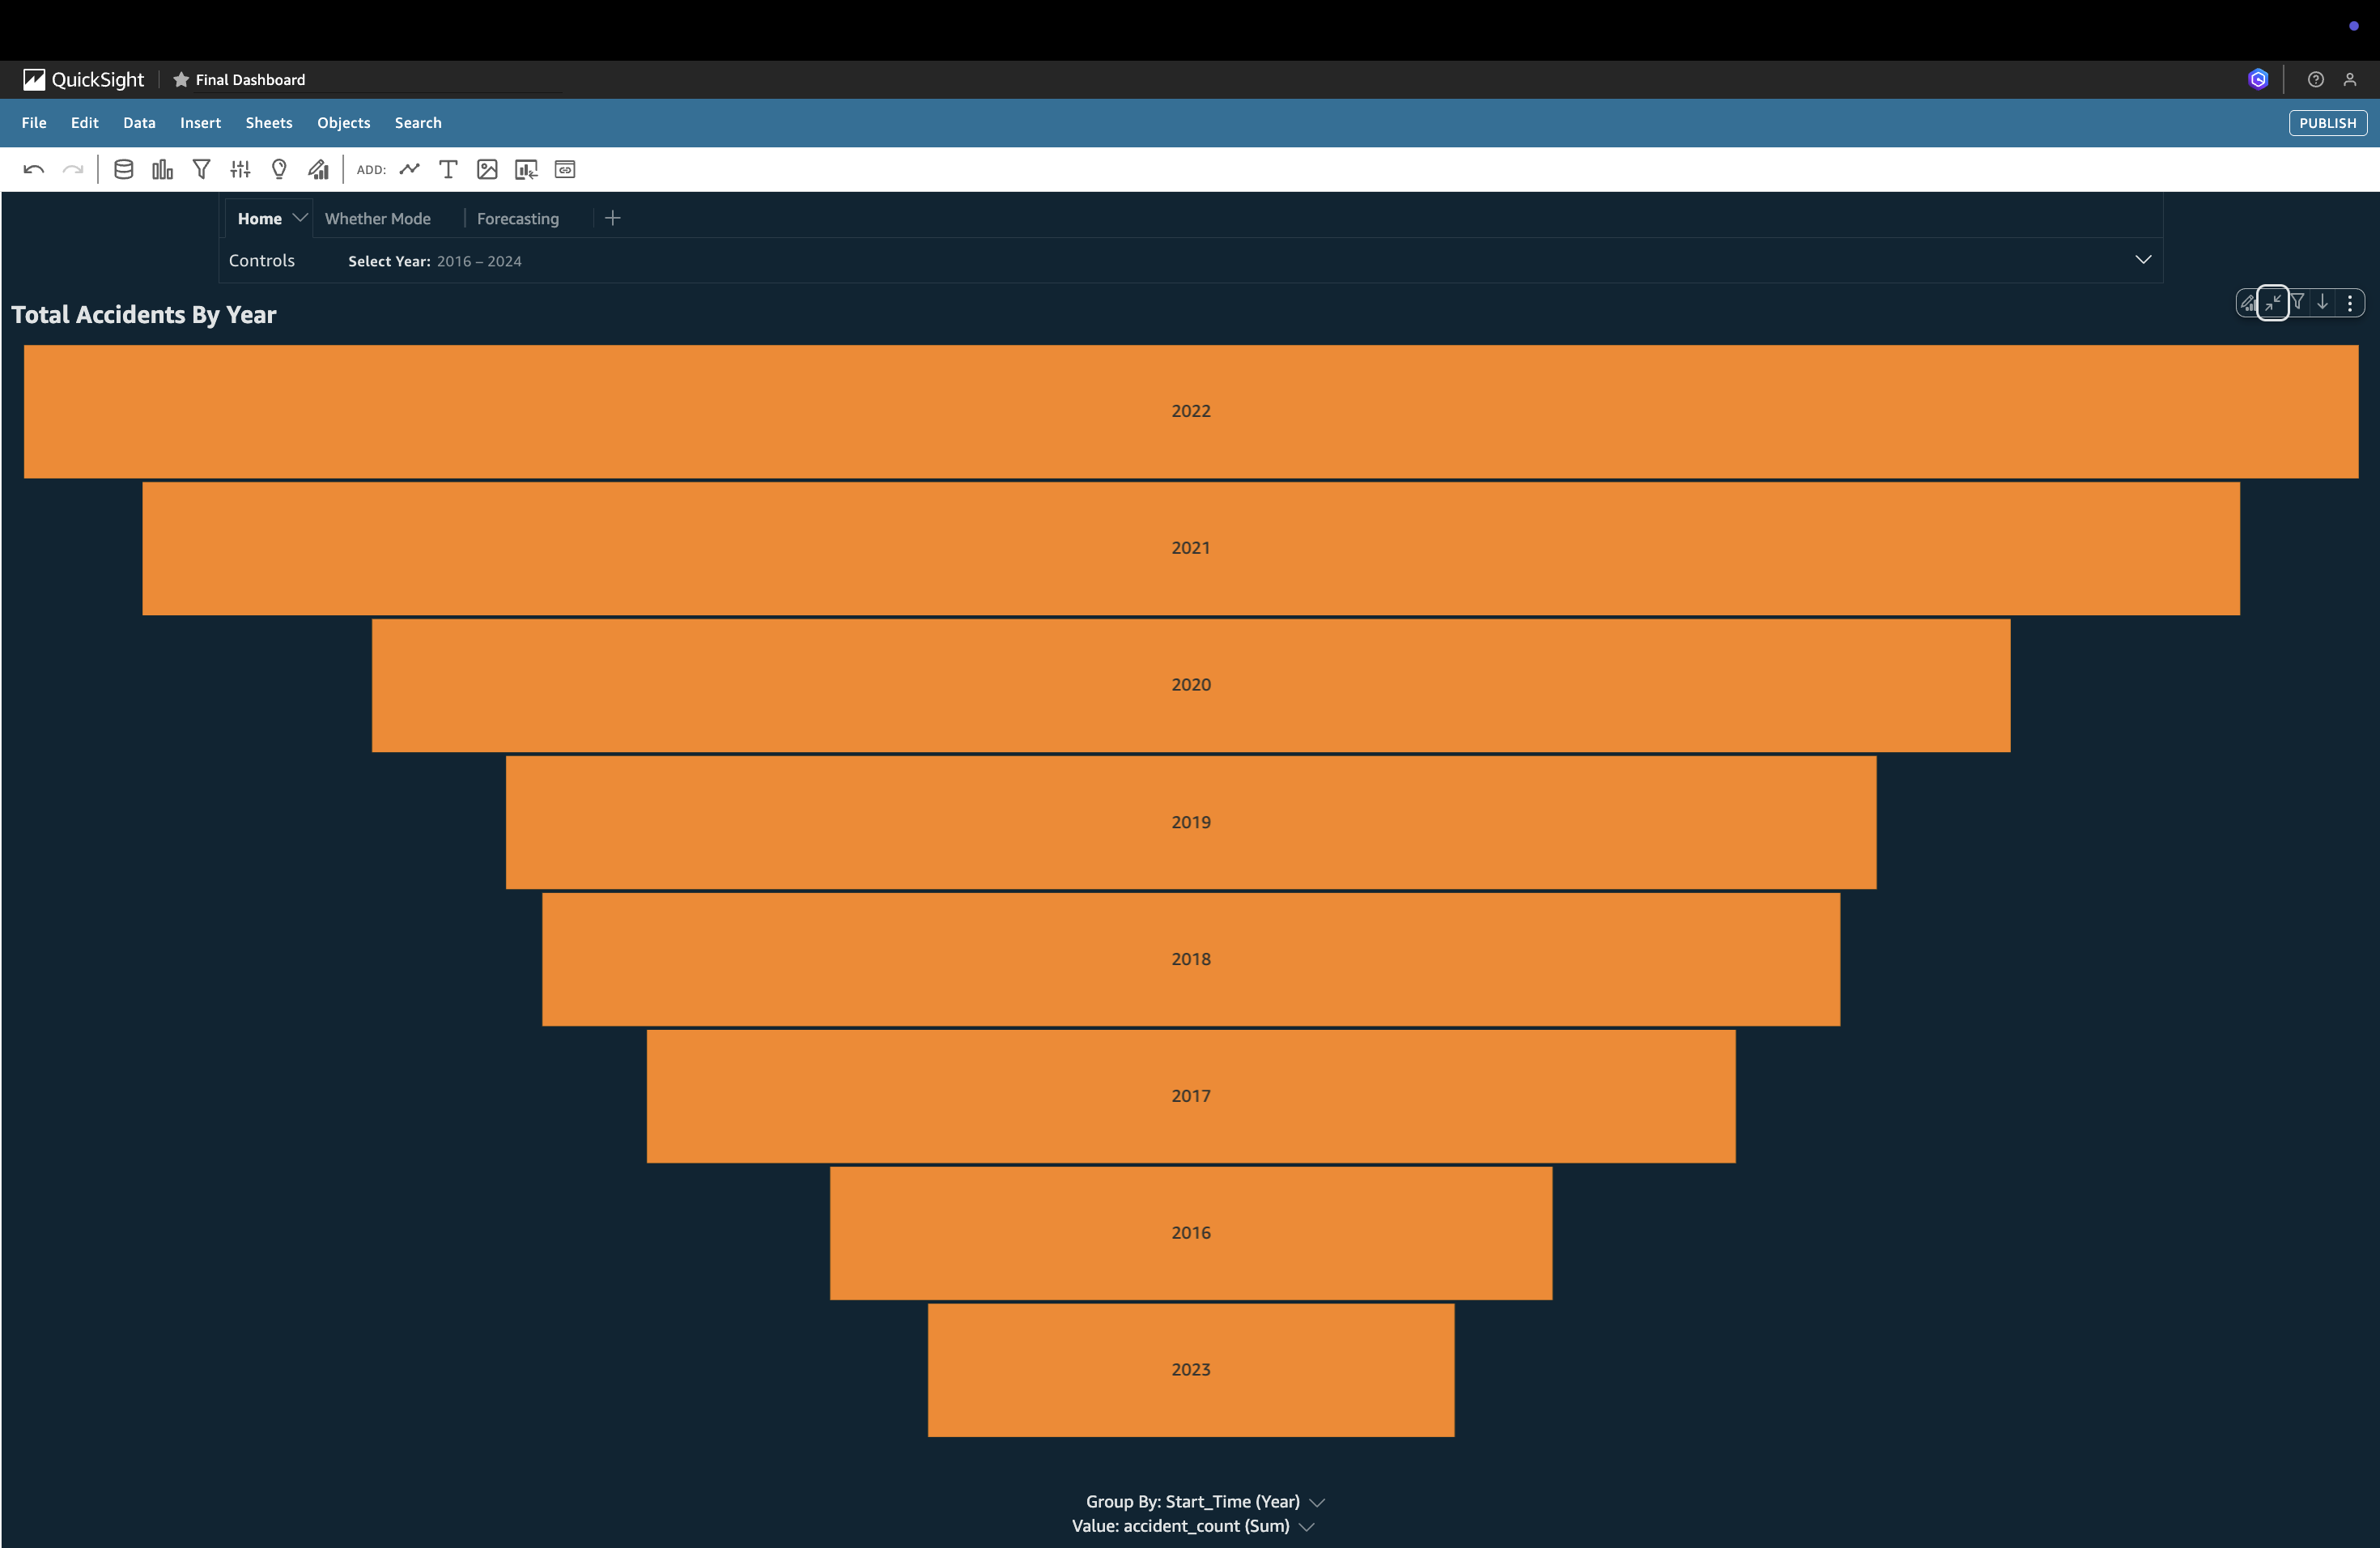 QuickSight Final Dashboard
File Edit Data Insert Sheets Objects Search PUBLISH
ADD:
Home Whether Mode Forecasting
Controls Select Year: 2016 – 2024
Total Accidents By Year
2022
2021
2020
2019
2018
2017
2016
2023
Group By: Start_Time (Year)
Value: accident_count (Sum)